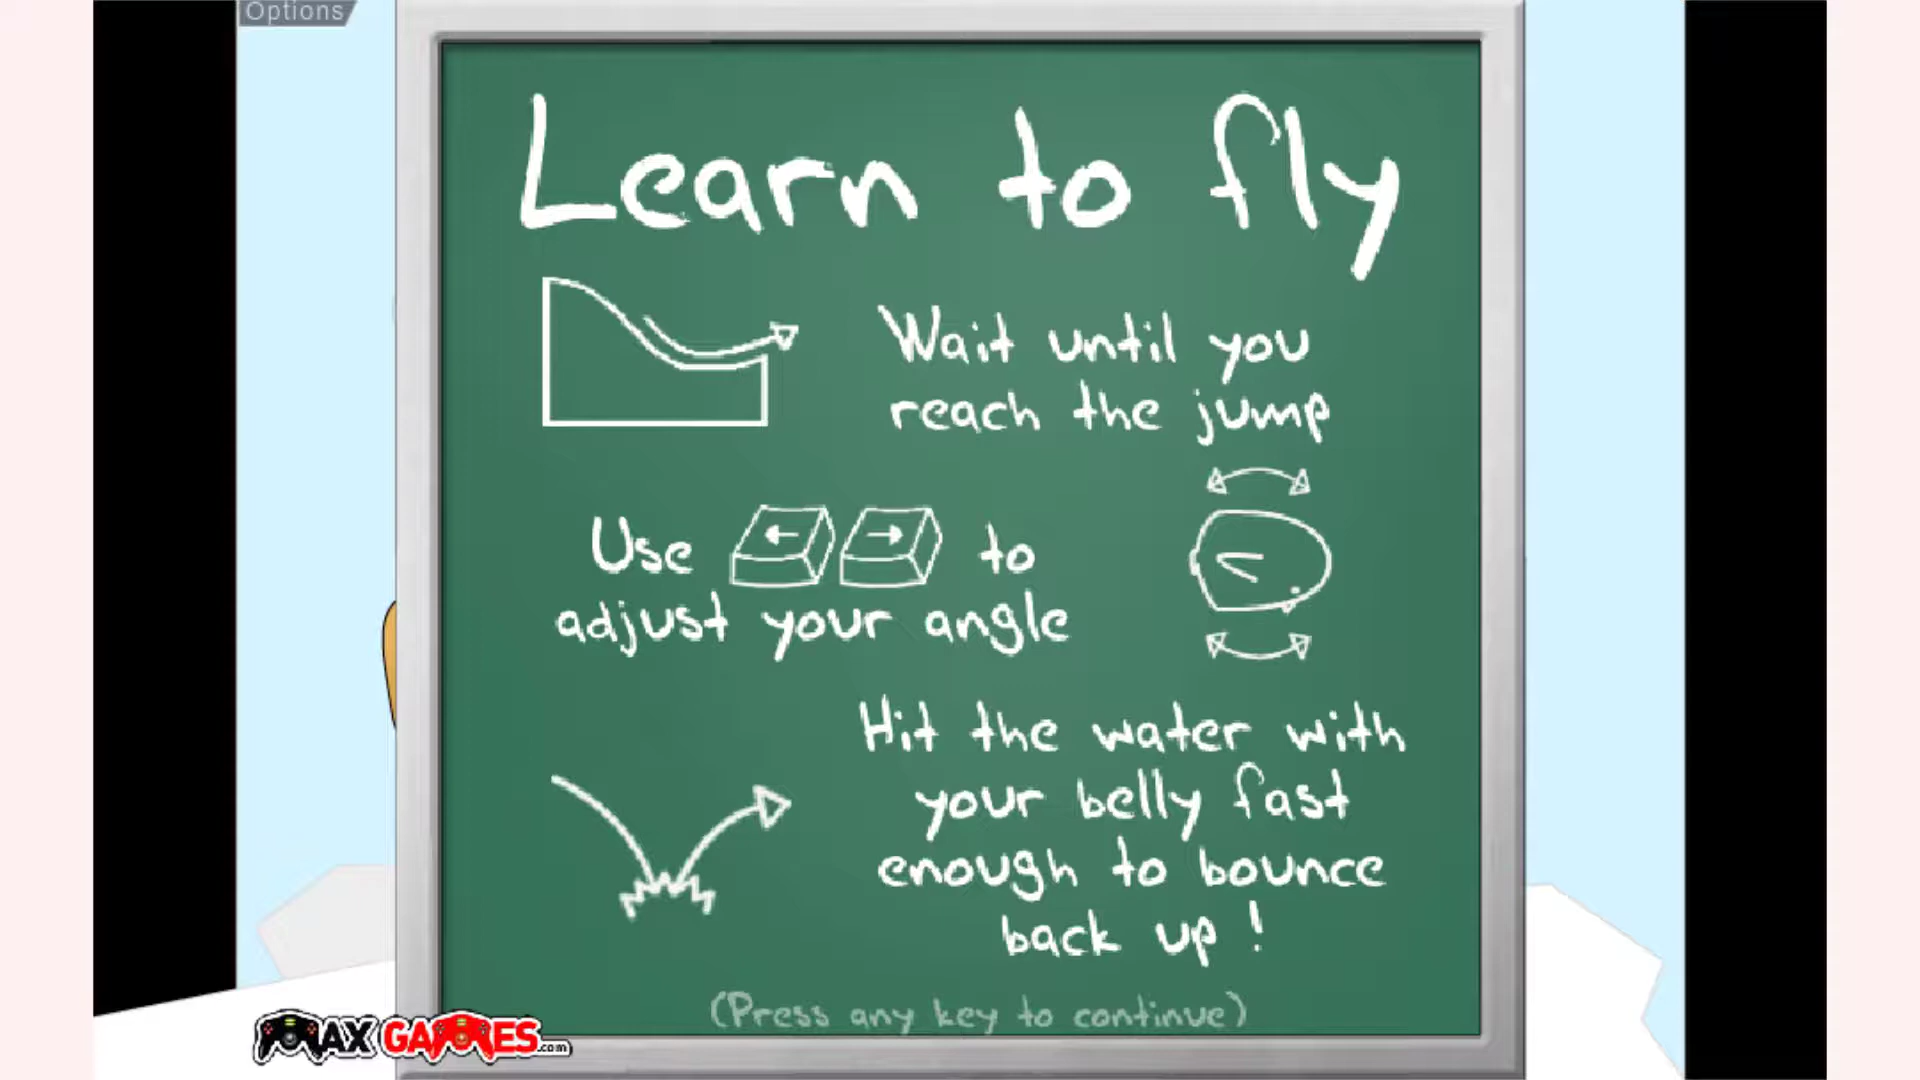 Options
Learn to fly
Wait until you
reach the jump
Use ← → to
adjust your angle
Hit the water with
your belly fast
enough to bounce
back up !
(Press any key to continue)
MAX GAMES.com